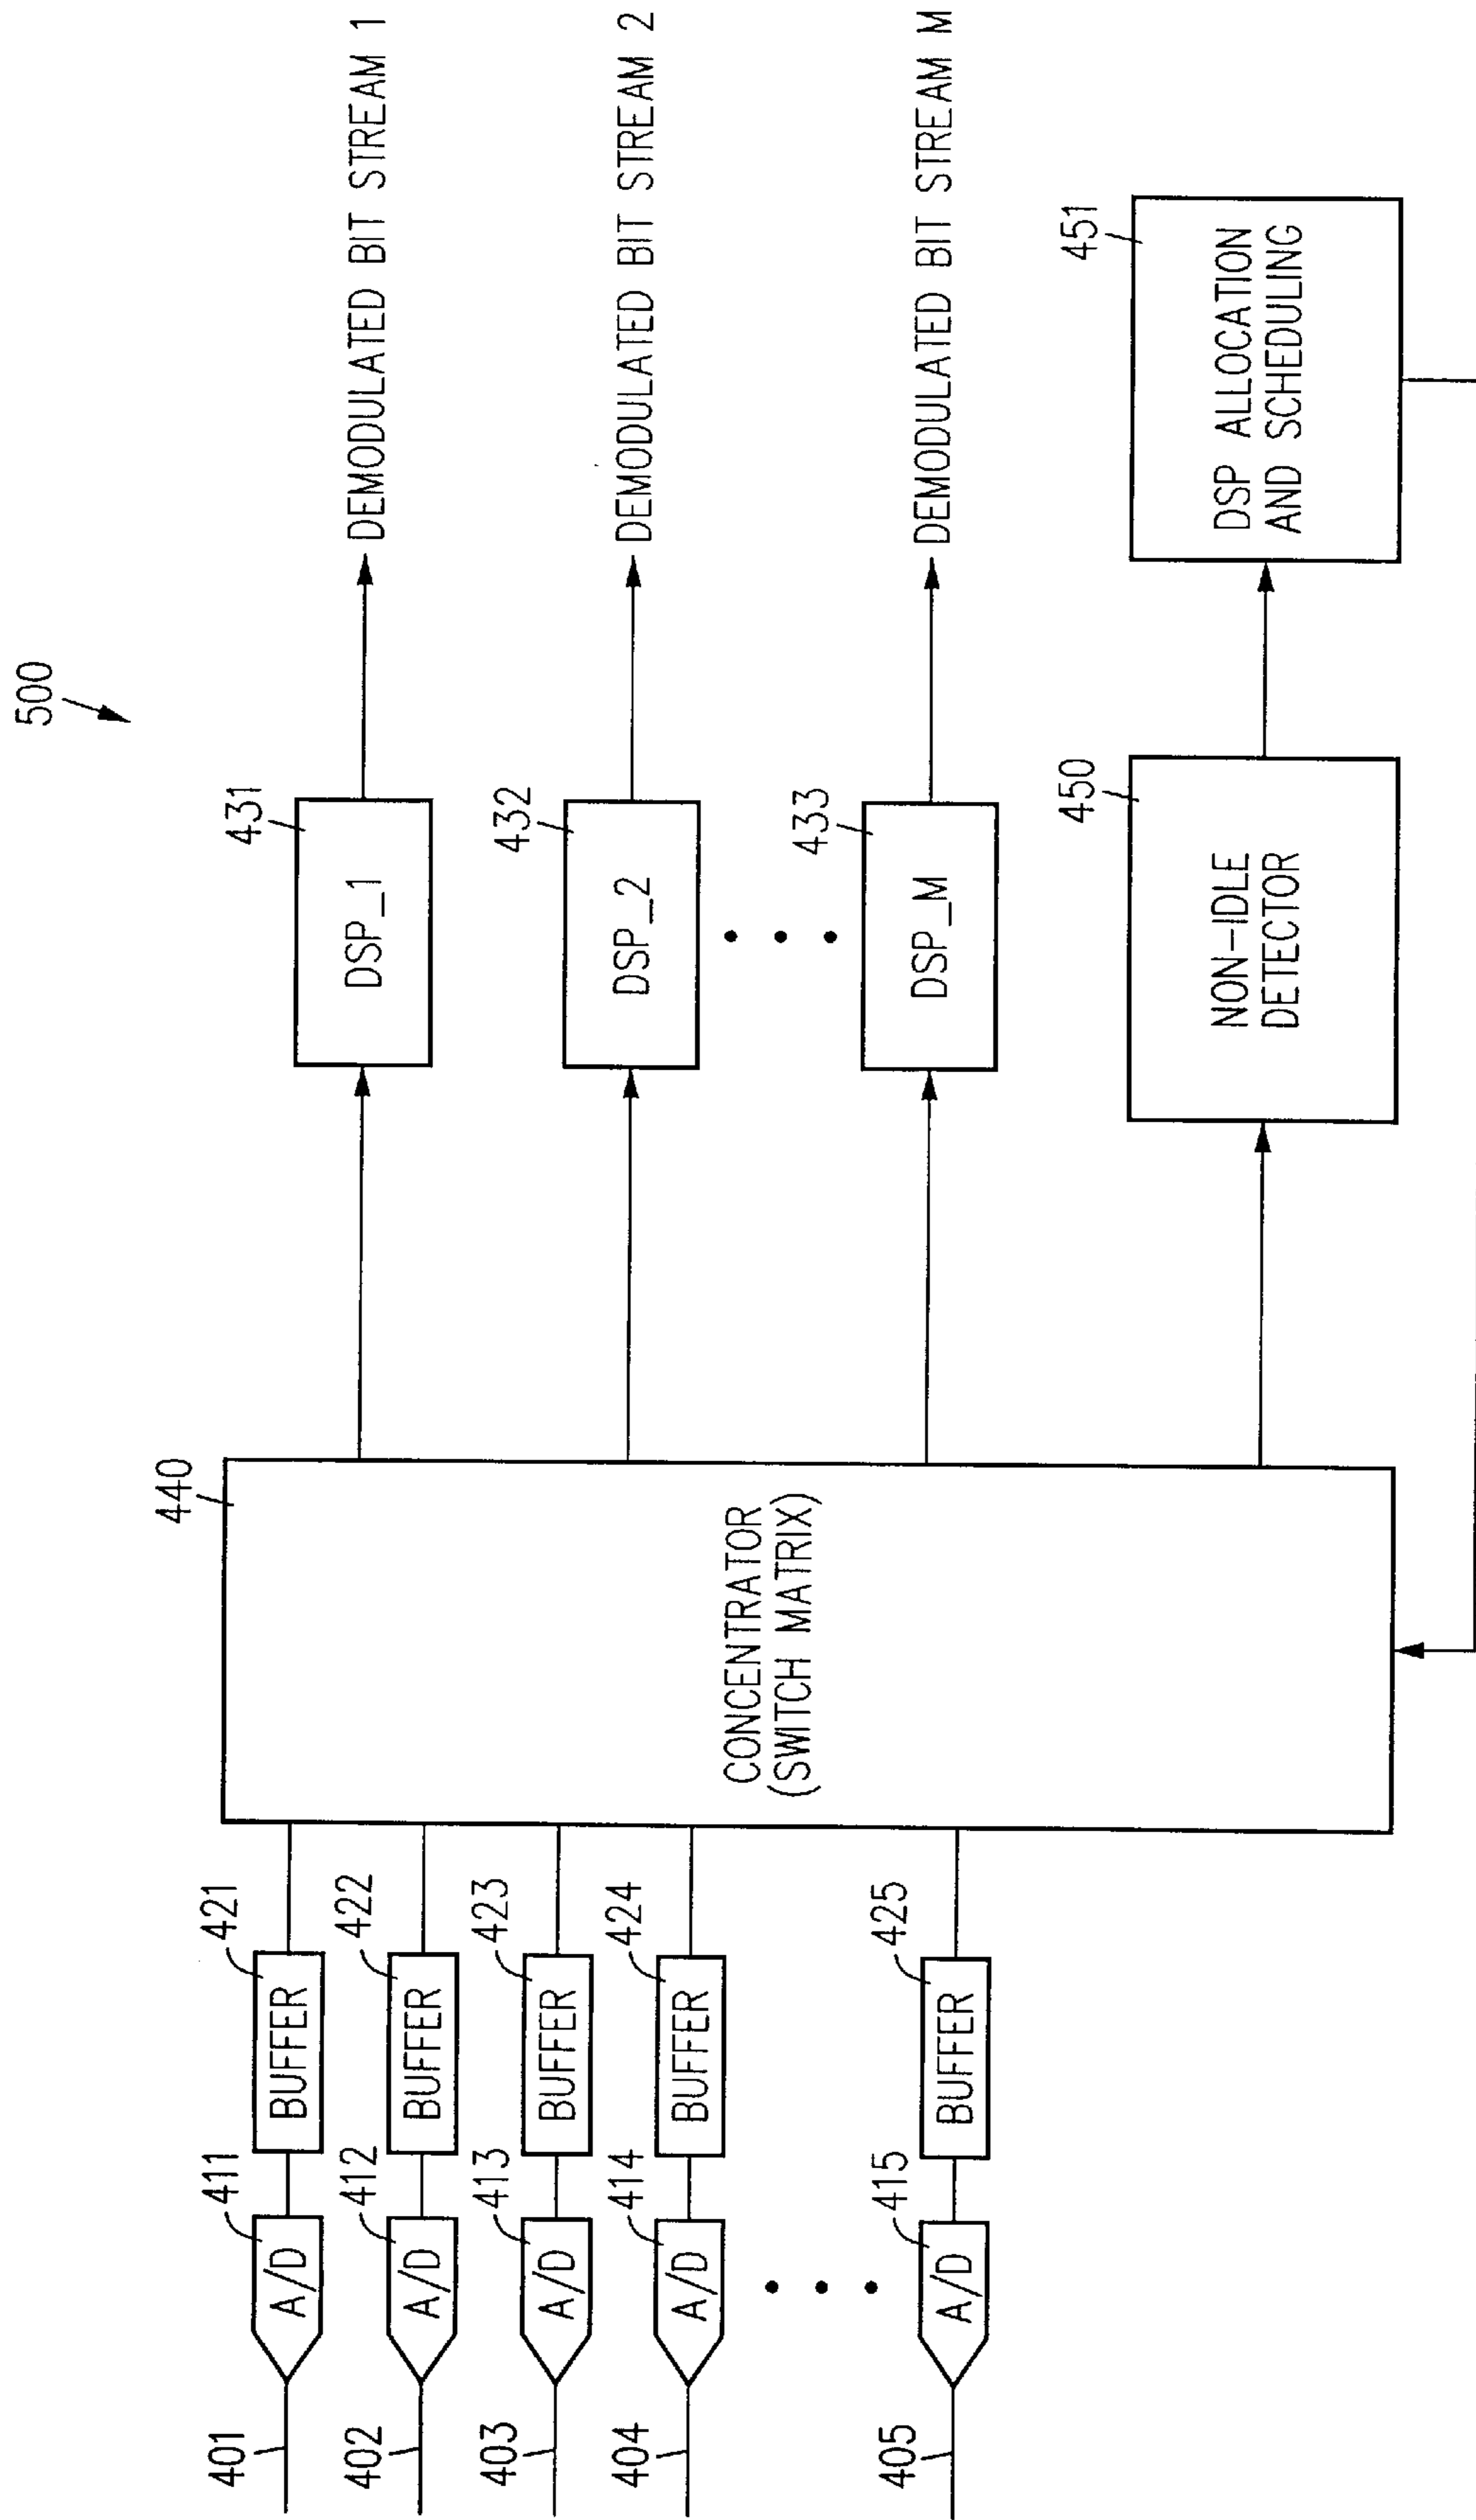 500
401
411
A/D
421
BUFFER
402
412
A/D
422
BUFFER
403
413
A/D
423
BUFFER
404
414
A/D
424
BUFFER
405
415
A/D
425
BUFFER
440
CONCENTRATOR
(SWITCH MATRIX)
431
DSP_1
DEMODULATED BIT STREAM 1
432
DSP_2
DEMODULATED BIT STREAM 2
433
DSP_M
DEMODULATED BIT STREAM M
450
NON-IDLE
DETECTOR
451
DSP ALLOCATION
AND SCHEDULING